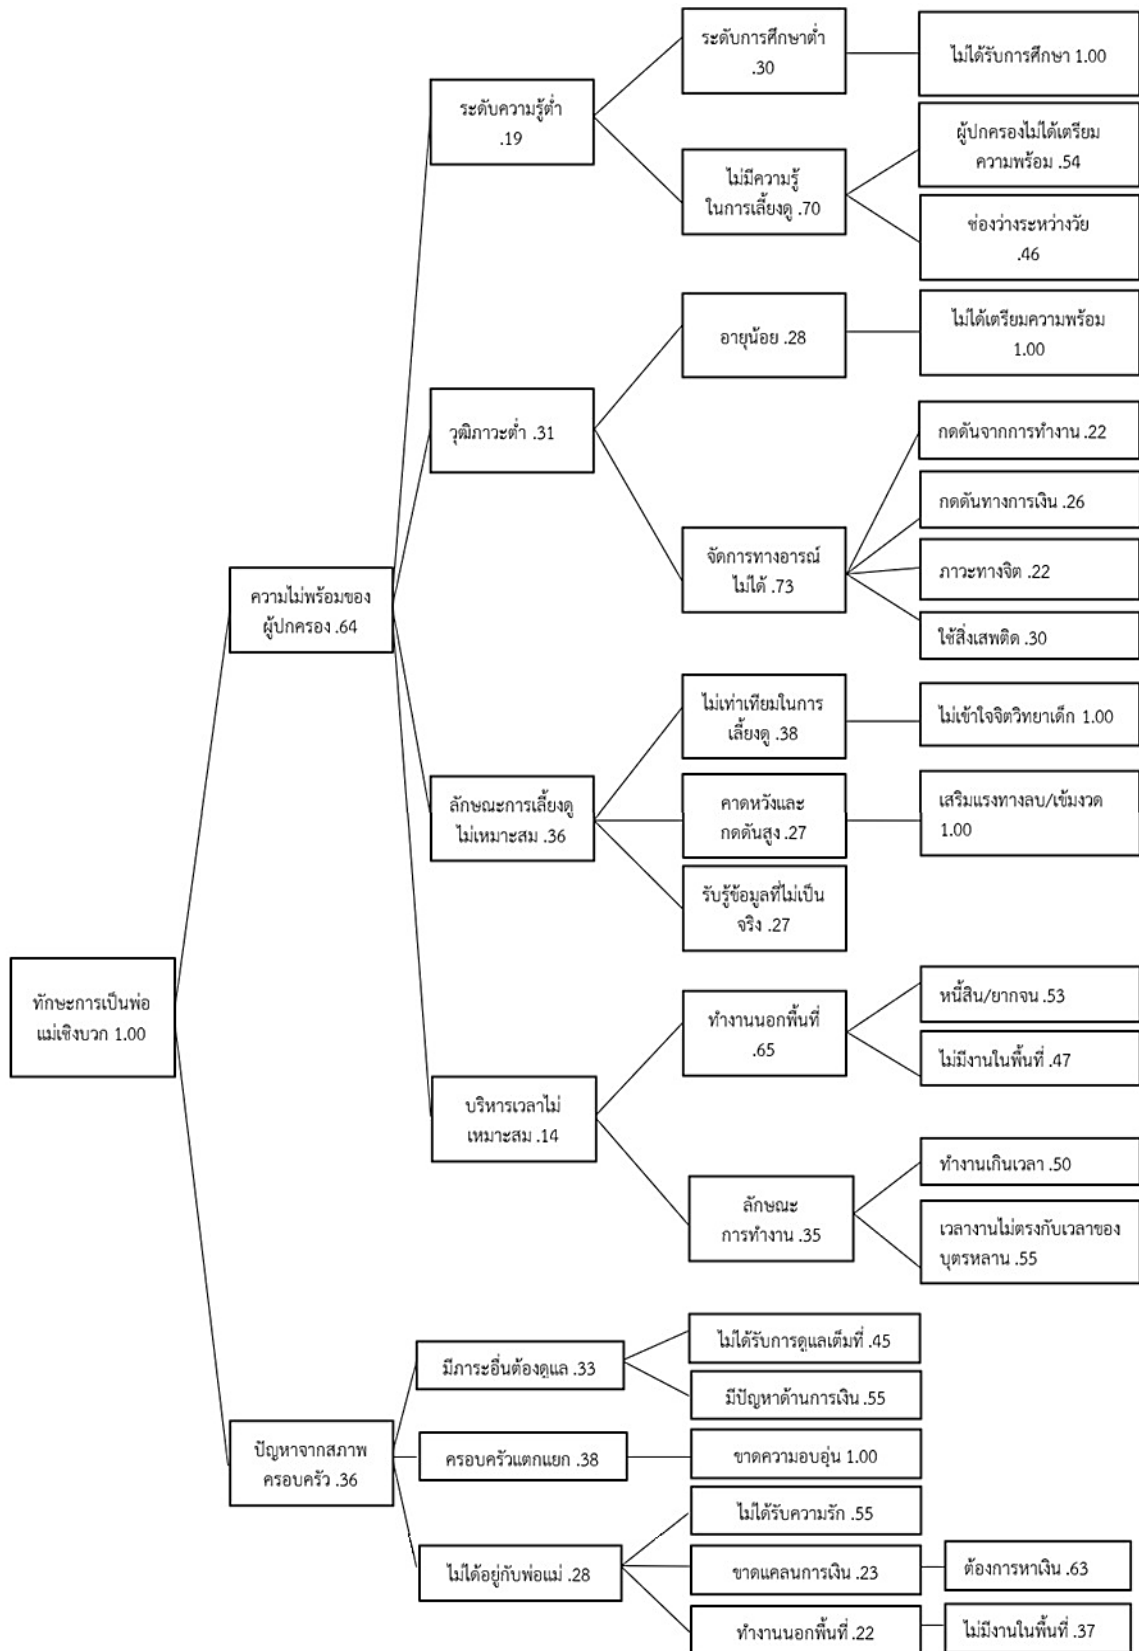 ระดับการศึกษาต่ำ
.30
ไม่ได้รับการศึกษา 1.00
ระดับความรู้ต่ำ
.19
ผู้ปกครองไม่ได้เตรียม
ความพร้อม .54
ไม่มีความรู้
ในการเลี้ยงดู .70
ช่องว่างระหว่างวัย
.46
อายุน้อย .28
ไม่ได้เตรียมความพร้อม
1.00
วุฒิภาวะต่ำ .31
กดดันจากการทำงาน .22
กดดันทางการเงิน .26
จัดการทางอารณ์
ไม่ได้ .73
ภาวะทางจิต .22
ใช้สิ่งเสพติด .30
ความไม่พร้อมของ
ผู้ปกครอง .64
ไม่เท่าเทียมในการ
เลี้ยงดู .38
ไม่เข้าใจจิตวิทยาเด็ก 1.00
ลักษณะการเลี้ยงดู
ไม่เหมาะสม .36
คาดหวังและ
กดดันสูง .27
เสริมแรงทางลบ/เข้มงวด
1.00
รับรู้ข้อมูลที่ไม่เป็น
จริง .27
ทักษะการเป็นพ่อ
แม่เชิงบวก 1.00
ทำงานนอกพื้นที่
.65
หนี้สิน/ยากจน .53
ไม่มีงานในพื้นที่ .47
บริหารเวลาไม่
เหมาะสม .14
ลักษณะ
การทำงาน .35
ทำงานเกินเวลา .50
เวลางานไม่ตรงกับเวลาของ
บุตรหลาน .55
มีภาระอื่นต้องดูแล .33
ไม่ได้รับการดูแลเต็มที่ .45
มีปัญหาด้านการเงิน .55
ปัญหาจากสภาพ
ครอบครัว .36
ครอบครัวแตกแยก .38
ขาดความอบอุ่น 1.00
ไม่ได้อยู่กับพ่อแม่ .28
ไม่ได้รับความรัก .55
ขาดแคลนการเงิน .23
ต้องการหาเงิน .63
ทำงานนอกพื้นที่ .22
ไม่มีงานในพื้นที่ .37